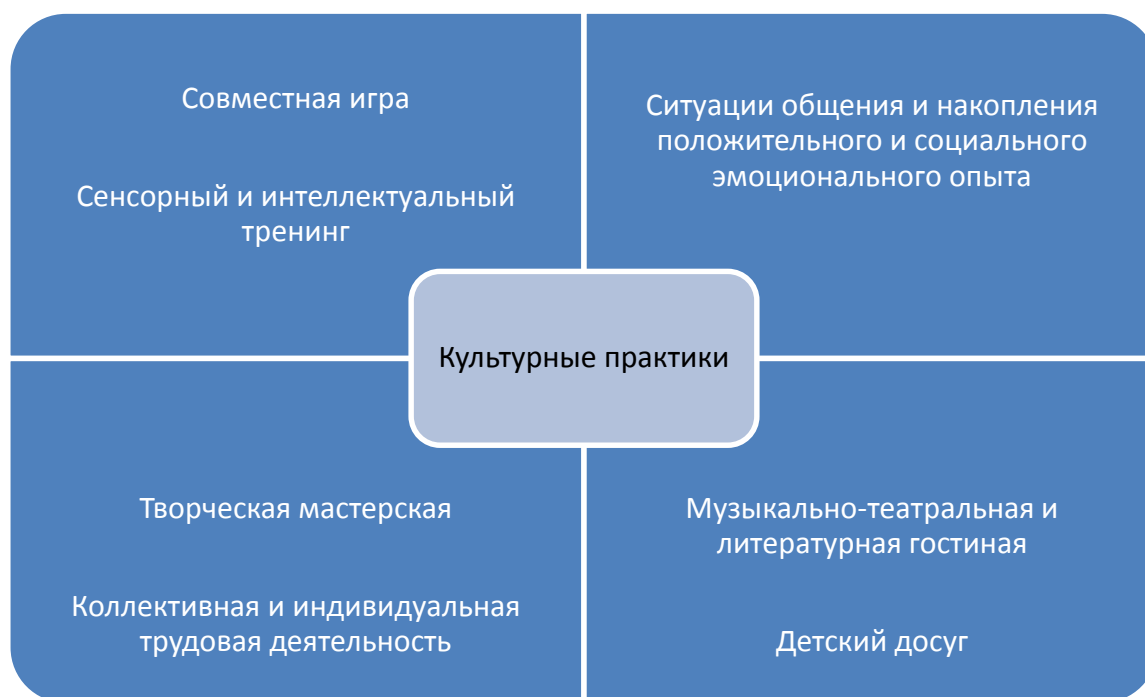 Совместная игра
Сенсорный и интеллектуальный
тренинг
Ситуации общения и накопления
положительного и социального
эмоционального опыта
Культурные практики
Творческая мастерская
Коллективная и индивидуальная
трудовая деятельность
Музыкально-театральная и
литературная гостиная
Детский досуг